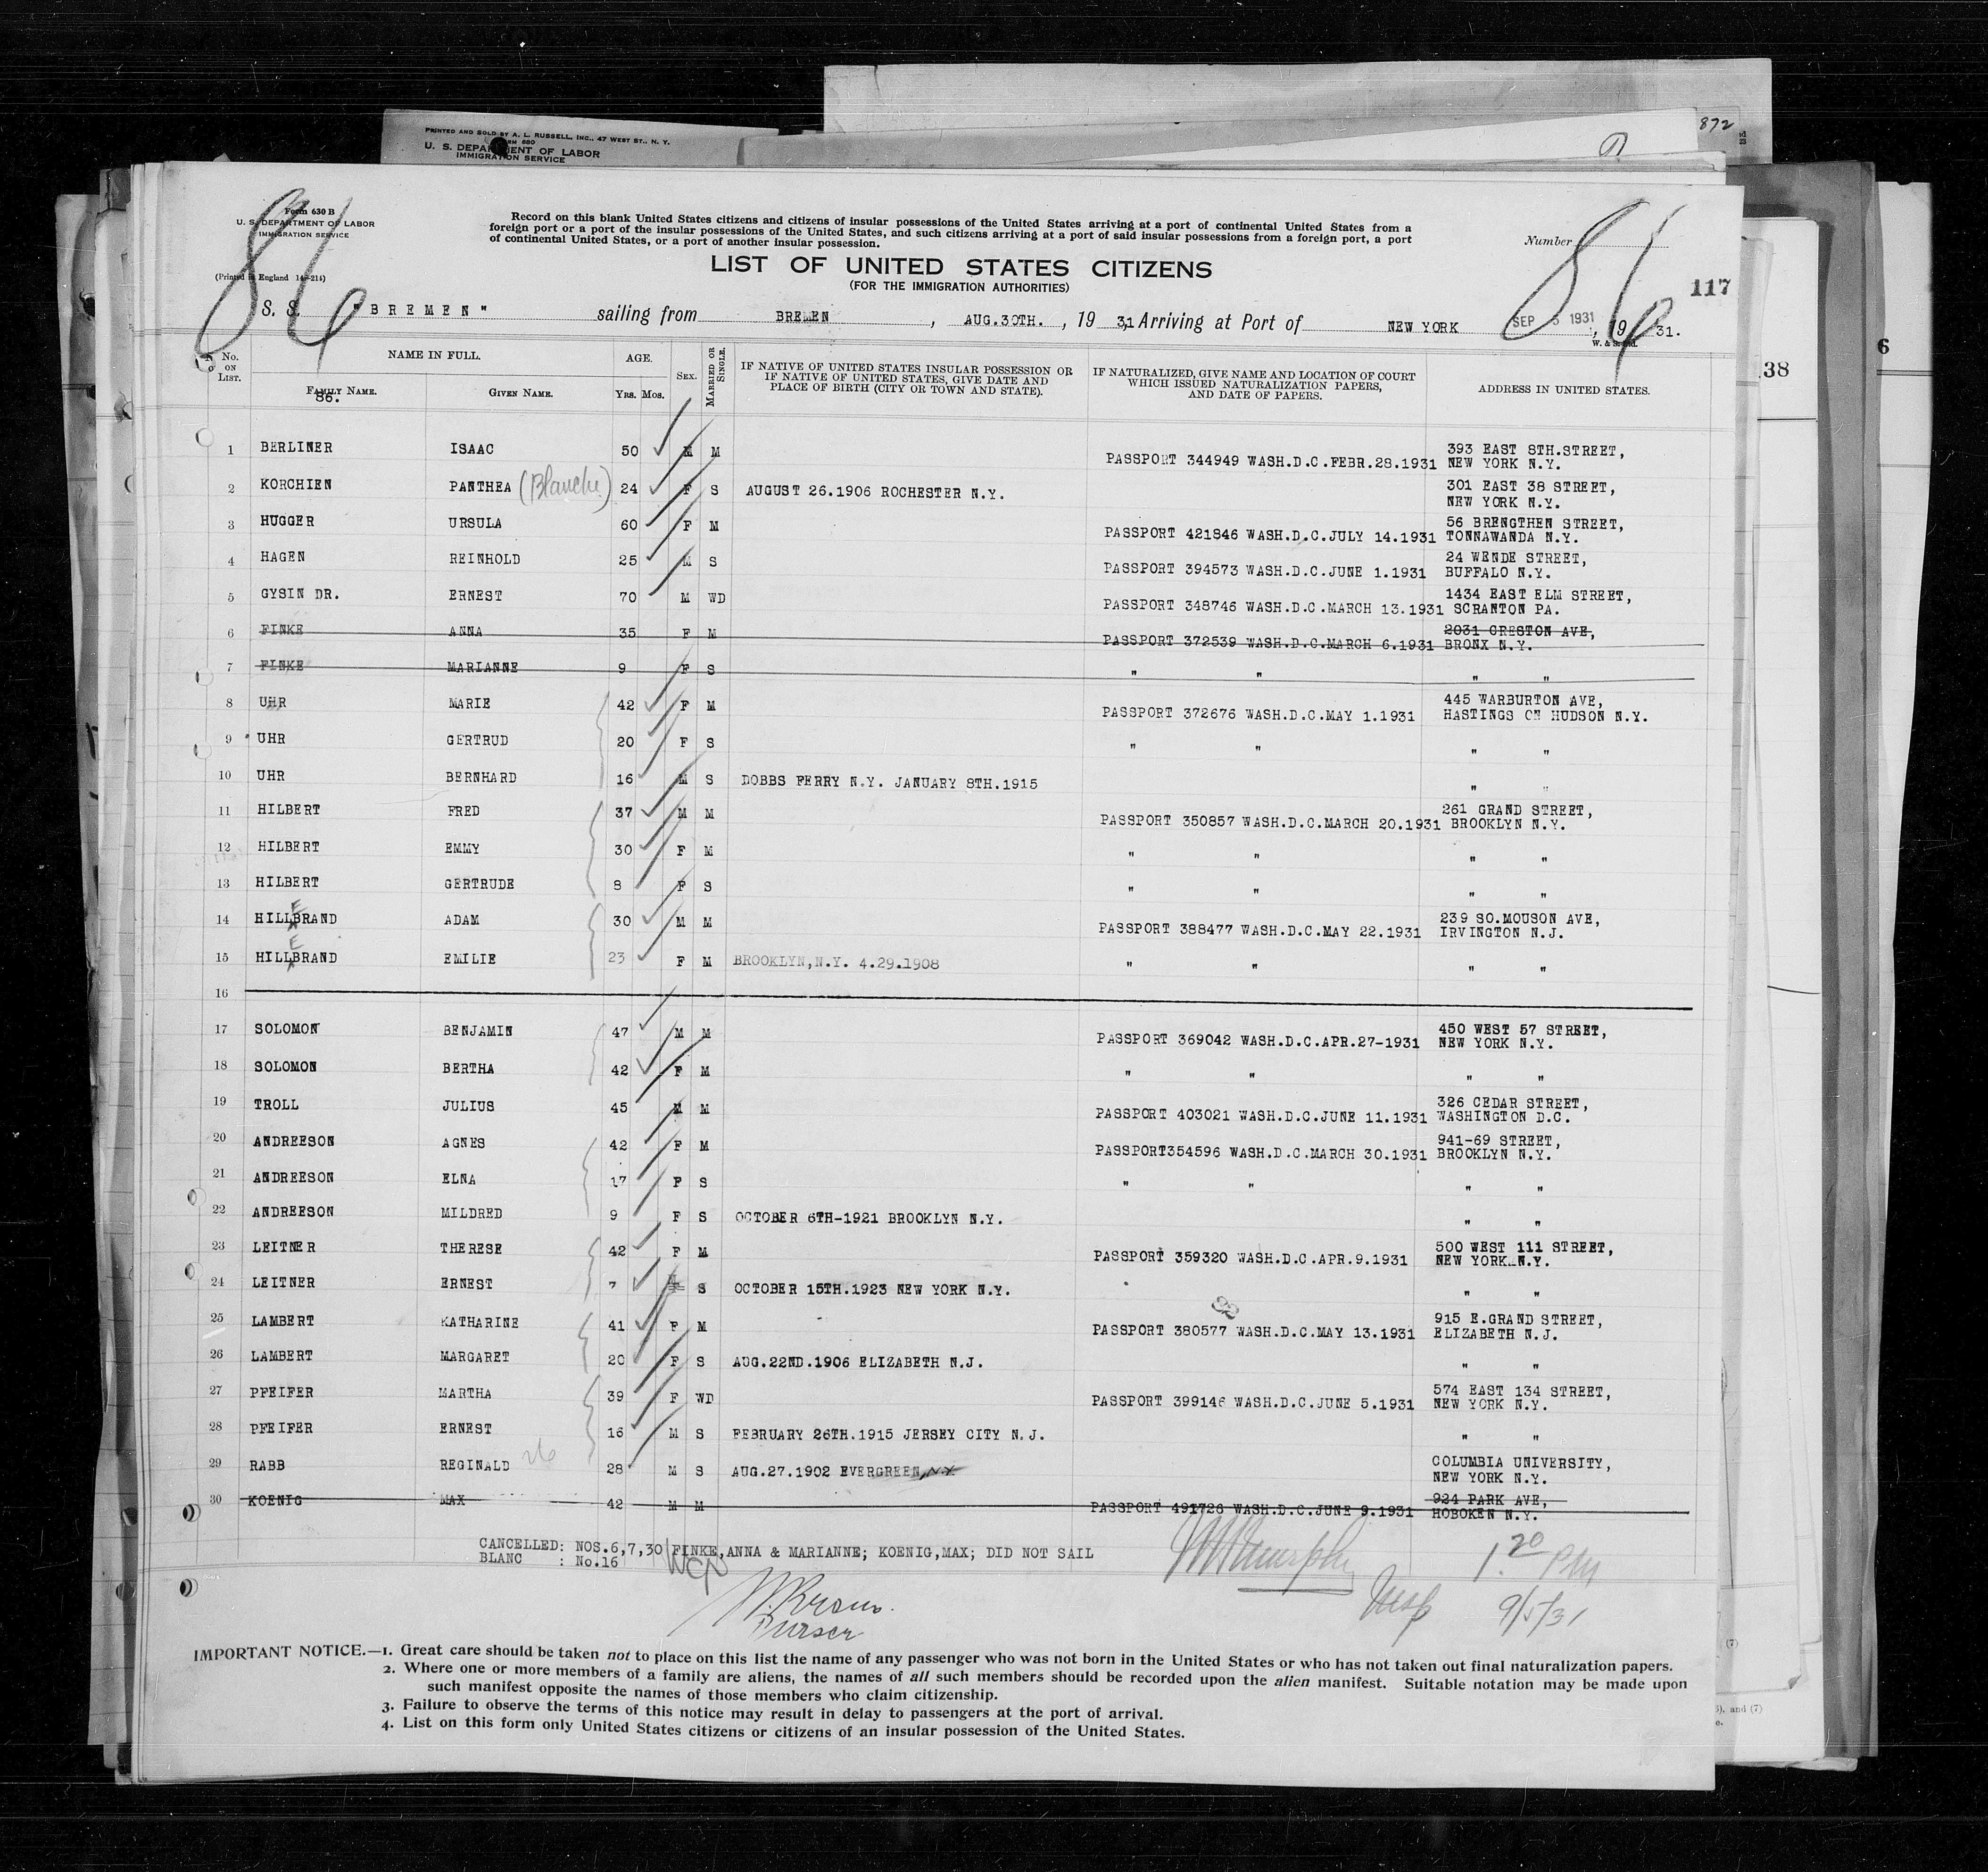 872
PRINTED AND SOLD BY A. L. RUSSELL, INC., 47 WEST ST., N. Y.
U. S. DEPARTMENT OF LABOR
IMMIGRATION SERVICE
86
Form 630 B
U. S. DEPARTMENT OF LABOR
IMMIGRATION SERVICE
Record on this blank United States citizens and citizens of insular possessions of the United States arriving at a port of continental United States from a
foreign port or a port of the insular possessions of the United States, and such citizens arriving at a port of said insular possessions from a foreign port, a port
of continental United States, or a port of another insular possession.
Number 86
LIST OF UNITED STATES CITIZENS
(FOR THE IMMIGRATION AUTHORITIES)
117
S. S. "BREMEN" sailing from BREMEN, AUG.30TH., 1931 Arriving at Port of NEW YORK SEP 5 1931, 1931.
No. ON LIST. NAME IN FULL. AGE. SEX. MARRIED OR SINGLE. IF NATIVE OF UNITED STATES INSULAR POSSESSION OR IF NATIVE OF UNITED STATES, GIVE DATE AND PLACE OF BIRTH (CITY OR TOWN AND STATE). IF NATURALIZED, GIVE NAME AND LOCATION OF COURT WHICH ISSUED NATURALIZATION PAPERS, AND DATE OF PAPERS. ADDRESS IN UNITED STATES.
FAMILY NAME. GIVEN NAME. YRS. MOS.
86.
1 BERLINER ISAAC 50 M M PASSPORT 344949 WASH.D.C.FEBR.28.1931 393 EAST 8TH.STREET,
NEW YORK N.Y.
2 KORCHIEN PANTHEA (Blanche) 24 F S AUGUST 26.1906 ROCHESTER N.Y. 301 EAST 38 STREET,
NEW YORK N.Y.
3 HUGGER URSULA 60 F M PASSPORT 421846 WASH.D.C.JULY 14.1931 56 BRENGTHEN STREET,
TONNAWANDA N.Y.
4 HAGEN REINHOLD 25 M S PASSPORT 394573 WASH.D.C.JUNE 1.1931 24 WENDE STREET,
BUFFALO N.Y.
5 GYSIN DR. ERNEST 70 M WD PASSPORT 348746 WASH.D.C.MARCH 13.1931 1434 EAST ELM STREET,
SCRANTON PA.
6 FINKE ANNA 35 F M PASSPORT 372539 WASH.D.C.MARCH 6.1931 2031 CRESTON AVE,
BRONX N.Y.
7 FINKE MARIANNE 9 F S " " " "
8 UHR MARIE 42 F M PASSPORT 372676 WASH.D.C.MAY 1.1931 445 WARBURTON AVE,
HASTINGS ON HUDSON N.Y.
9 UHR GERTRUD 20 F S " " " "
10 UHR BERNHARD 16 M S DOBBS FERRY N.Y. JANUARY 8TH.1915 " "
11 HILBERT FRED 37 M M PASSPORT 350857 WASH.D.C.MARCH 20.1931 261 GRAND STREET,
BROOKLYN N.Y.
12 HILBERT EMMY 30 F M " " " "
13 HILBERT GERTRUDE 8 F S " " " "
14 HILLBRAND E ADAM 30 M M PASSPORT 388477 WASH.D.C.MAY 22.1931 239 SO.MOUSON AVE,
IRVINGTON N.J.
15 HILLBRAND E EMILIE 23 F M BROOKLYN,N.Y. 4.29.1908 " " " "
16
17 SOLOMON BENJAMIN 47 M M PASSPORT 369042 WASH.D.C.APR.27-1931 450 WEST 57 STREET,
NEW YORK N.Y.
18 SOLOMON BERTHA 42 F M " " " "
19 TROLL JULIUS 45 M M PASSPORT 403021 WASH.D.C.JUNE 11.1931 326 CEDAR STREET,
WASHINGTON D.C.
20 ANDREESON AGNES 42 F M PASSPORT354596 WASH.D.C.MARCH 30.1931 941-69 STREET,
BROOKLYN N.Y.
21 ANDREESON ELNA 17 F S " " " "
22 ANDREESON MILDRED 9 F S OCTOBER 6TH-1921 BROOKLYN N.Y. " "
23 LEITNER THERESE 42 F M PASSPORT 359320 WASH.D.C.APR.9.1931 500 WEST 111 STREET,
NEW YORK N.Y.
24 LEITNER ERNEST 7 S OCTOBER 15TH.1923 NEW YORK N.Y. " "
25 LAMBERT KATHARINE 41 F M PASSPORT 380577 WASH.D.C.MAY 13.1931 915 E.GRAND STREET,
ELIZABETH N.J.
26 LAMBERT MARGARET 20 F S AUG.22ND.1906 ELIZABETH N.J. " "
27 PFEIFER MARTHA 39 F WD PASSPORT 399146 WASH.D.C.JUNE 5.1931 574 EAST 134 STREET,
NEW YORK N.Y.
28 PFEIFER ERNEST 16 M S FEBRUARY 26TH.1915 JERSEY CITY N.J. " "
29 RABB REGINALD 26 28 M S AUG.27.1902 EVERGREEN,N.Y. COLUMBIA UNIVERSITY,
NEW YORK N.Y.
30 KOENIG MAX 42 M M PASSPORT 491726 WASH.D.C.JUNE 9.1931 924 PARK AVE,
HOBOKEN N.Y.
CANCELLED: NOS.6,7,30 FINKE,ANNA & MARIANNE; KOENIG,MAX; DID NOT SAIL
BLANC : No.16
Purser
Insp
1.20 PM
9/5/31
IMPORTANT NOTICE.—1. Great care should be taken not to place on this list the name of any passenger who was not born in the United States or who has not taken out final naturalization papers.
2. Where one or more members of a family are aliens, the names of all such members should be recorded upon the alien manifest. Suitable notation may be made upon
such manifest opposite the names of those members who claim citizenship.
3. Failure to observe the terms of this notice may result in delay to passengers at the port of arrival.
4. List on this form only United States citizens or citizens of an insular possession of the United States.
38
6
(7)
, and (7)